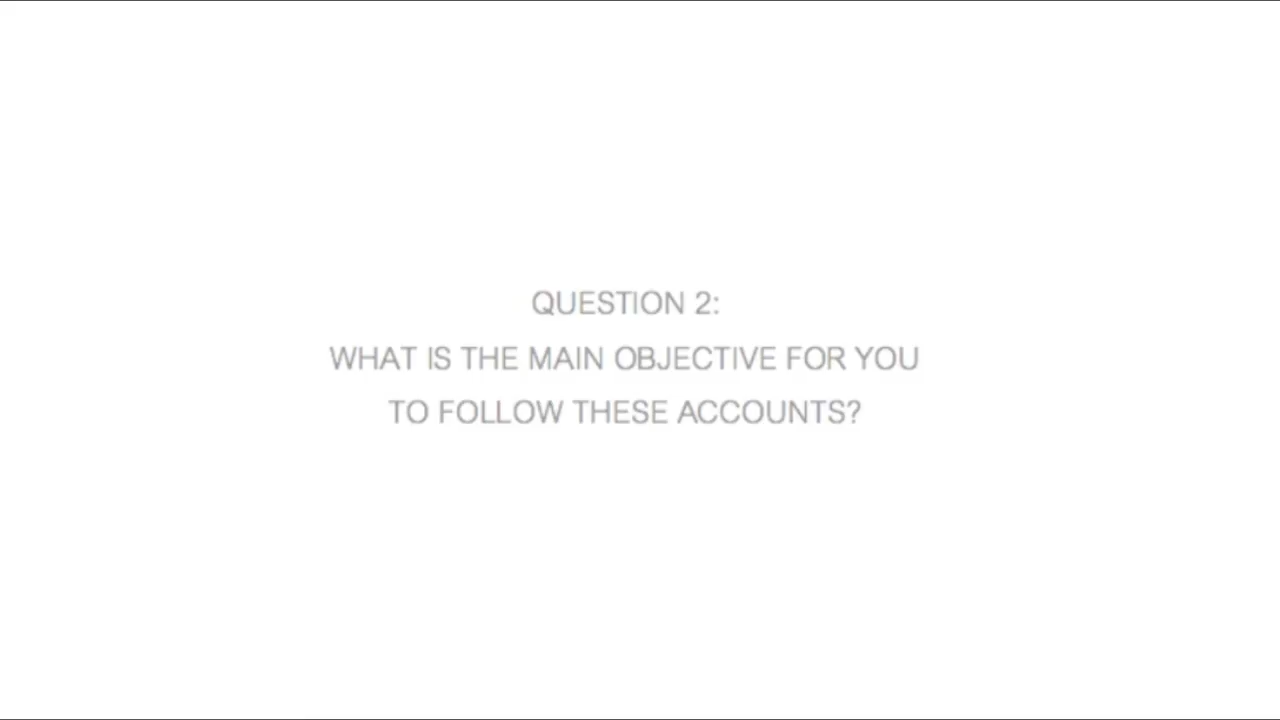 QUESTION 2:
WHAT IS THE MAIN OBJECTIVE FOR YOU
TO FOLLOW THESE ACCOUNTS?